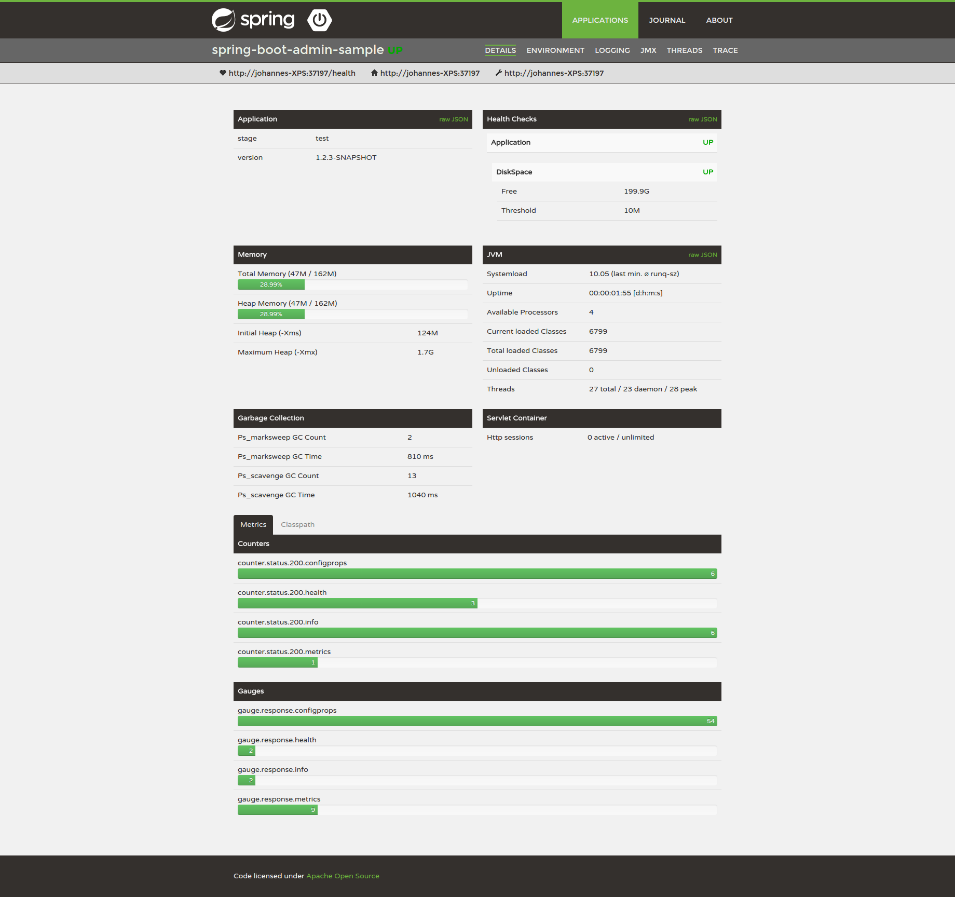 spring
APPLICATIONS JOURNAL ABOUT
spring-boot-admin-sample UP
DETAILS ENVIRONMENT LOGGING JMX THREADS TRACE
http://johannes-XPS:37197/health http://johannes-XPS:37197 http://johannes-XPS:37197
Application raw JSON
stage test
version 1.2.3-SNAPSHOT
Health Checks raw JSON
Application UP
DiskSpace UP
Free 199.9G
Threshold 10M
Memory
Total Memory (47M / 162M)
28.99%
Heap Memory (47M / 162M)
28.99%
Initial Heap (-Xms) 124M
Maximum Heap (-Xmx) 1.7G
JVM raw JSON
Systemload 10.05 (last min. ø runq-sz)
Uptime 00:00:01:55 [d:h:m:s]
Available Processors 4
Current loaded Classes 6799
Total loaded Classes 6799
Unloaded Classes 0
Threads 27 total / 23 daemon / 28 peak
Garbage Collection
Ps_marksweep GC Count 2
Ps_marksweep GC Time 810 ms
Ps_scavenge GC Count 13
Ps_scavenge GC Time 1040 ms
Servlet Container
Http sessions 0 active / unlimited
Metrics Classpath
Counters
counter.status.200.configprops
6
counter.status.200.health
3
counter.status.200.info
6
counter.status.200.metrics
1
Gauges
gauge.response.configprops
54
gauge.response.health
2
gauge.response.info
2
gauge.response.metrics
9
Code licensed under Apache Open Source